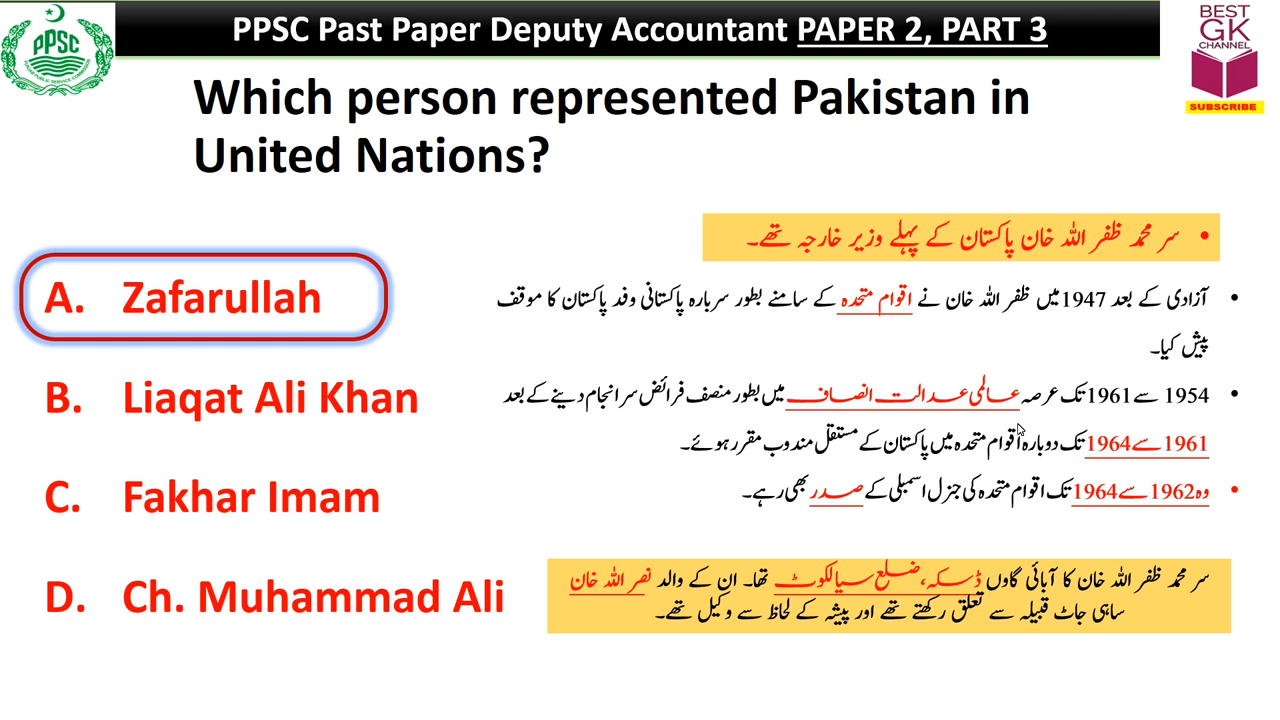 PPSC Past Paper Deputy Accountant PAPER 2, PART 3
PPSC
BEST
GK
CHANNEL
SUBSCRIBE
Which person represented Pakistan in
United Nations?
A. Zafarullah
B. Liaqat Ali Khan
C. Fakhar Imam
D. Ch. Muhammad Ali
• سر محمد ظفر اللہ خان پاکستان کے پہلے وزیر خارجہ تھے۔
• آزادی کے بعد 1947میں ظفر اللہ خان نے اقوام متحدہ کے سامنے بطور سربارہ پاکستانی وفد پاکستان کا موقف
پیش کیا۔
• 1954 سے 1961 تک عرصہ عالمی عدالت انصاف میں بطور منصف فرائض سرانجام دینے کے بعد
1961 سے 1964 تک دوبارہ اقوام متحدہ میں پاکستان کے مستقل مندوب مقرر ہوئے۔
• وہ 1962 سے 1964 تک اقوام متحدہ کی جنرل اسمبلی کے صدر بھی رہے۔
سر محمد ظفر اللہ خان کا آبائی گاوں ڈسکہ، ضلع سیالکوٹ تھا۔ ان کے والد نصر اللہ خان
ساہی جاٹ قبیلہ سے تعلق رکھتے تھے اور پیشہ کے لحاظ سے وکیل تھے۔